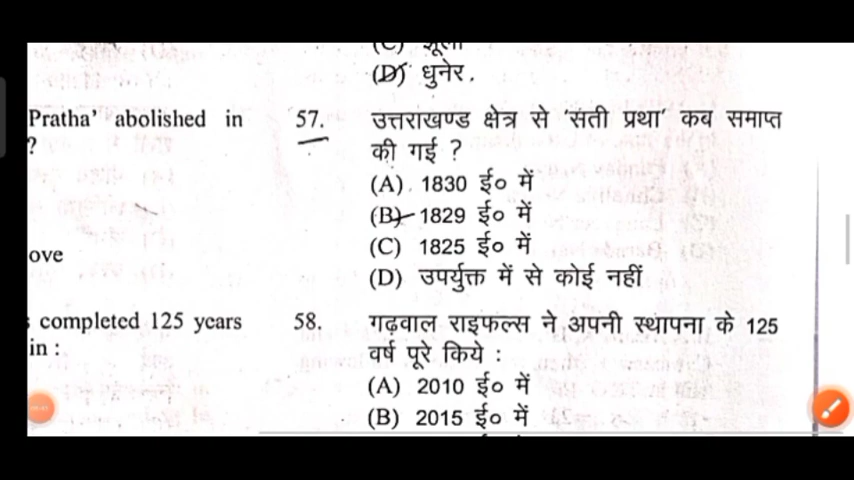 (D) धुनेर .
Pratha' abolished in
?
ove
completed 125 years
in :
57. उत्तराखण्ड क्षेत्र से 'सती प्रथा' कब समाप्त
की गई ?
(A) 1830 ई० में
(B) 1829 ई० में
(C) 1825 ई० में
(D) उपर्युक्त में से कोई नहीं
58. गढ़वाल राइफल्स ने अपनी स्थापना के 125
वर्ष पूरे किये :
(A) 2010 ई० में
(B) 2015 ई० में